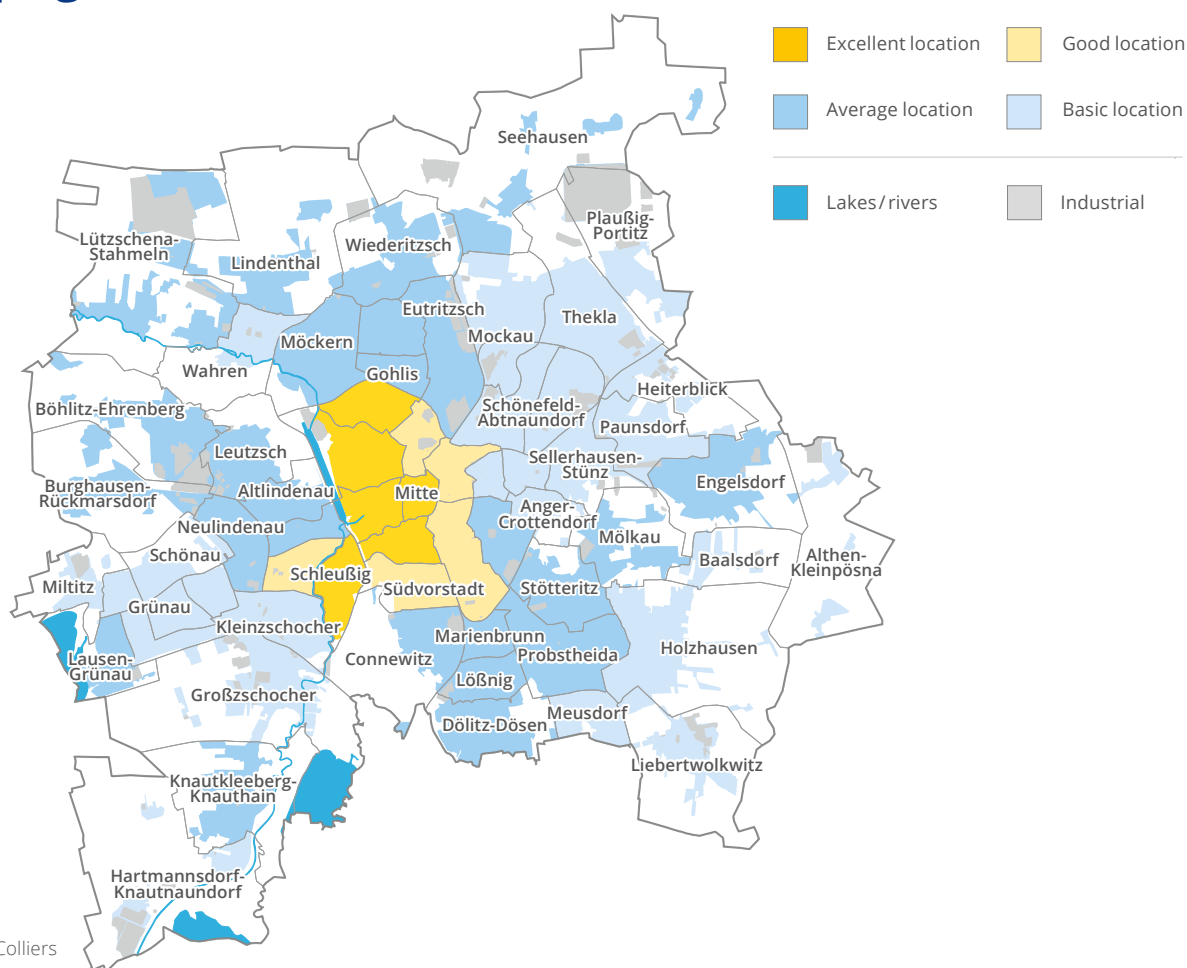 Excellent location
Good location
Average location
Basic location
Lakes/rivers
Industrial
Seehausen
Plaußig-
Portitz
Wiederitzsch
Lützschena-
Stahmeln
Lindenthal
Eutritzsch
Thekla
Mockau
Möckern
Wahren
Gohlis
Heiterblick
Böhlitz-Ehrenberg
Schönefeld-
Abtnaundorf
Paunsdorf
Leutzsch
Sellerhausen-
Stünz
Engelsdorf
Burghausen-
Rückmarsdorf
Altlindenau
Mitte
Anger-
Crottendorf
Neulindenau
Mölkau
Schönau
Baalsdorf
Althen-
Kleinpösna
Miltitz
Schleußig
Südvorstadt
Stötteritz
Grünau
Kleinzschocher
Marienbrunn
Holzhausen
Lausen-
Grünau
Connewitz
Probstheida
Lößnig
Großzschocher
Meusdorf
Dölitz-Dösen
Liebertwolkwitz
Knautkleeberg-
Knauthain
Hartmannsdorf-
Knautnaundorf
Colliers